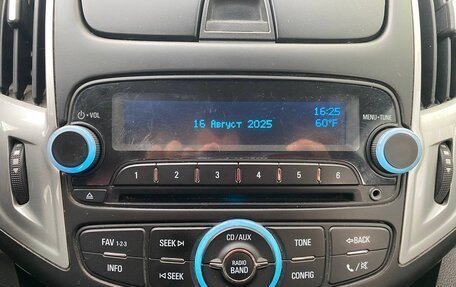 16:25
16 Август 2025
60°F
VOL
MENU-TUNE
1 2 3 4 5 6
FAV 1-2-3
SEEK
CD/AUX
TONE
BACK
INFO
SEEK
RADIO
BAND
CONFIG